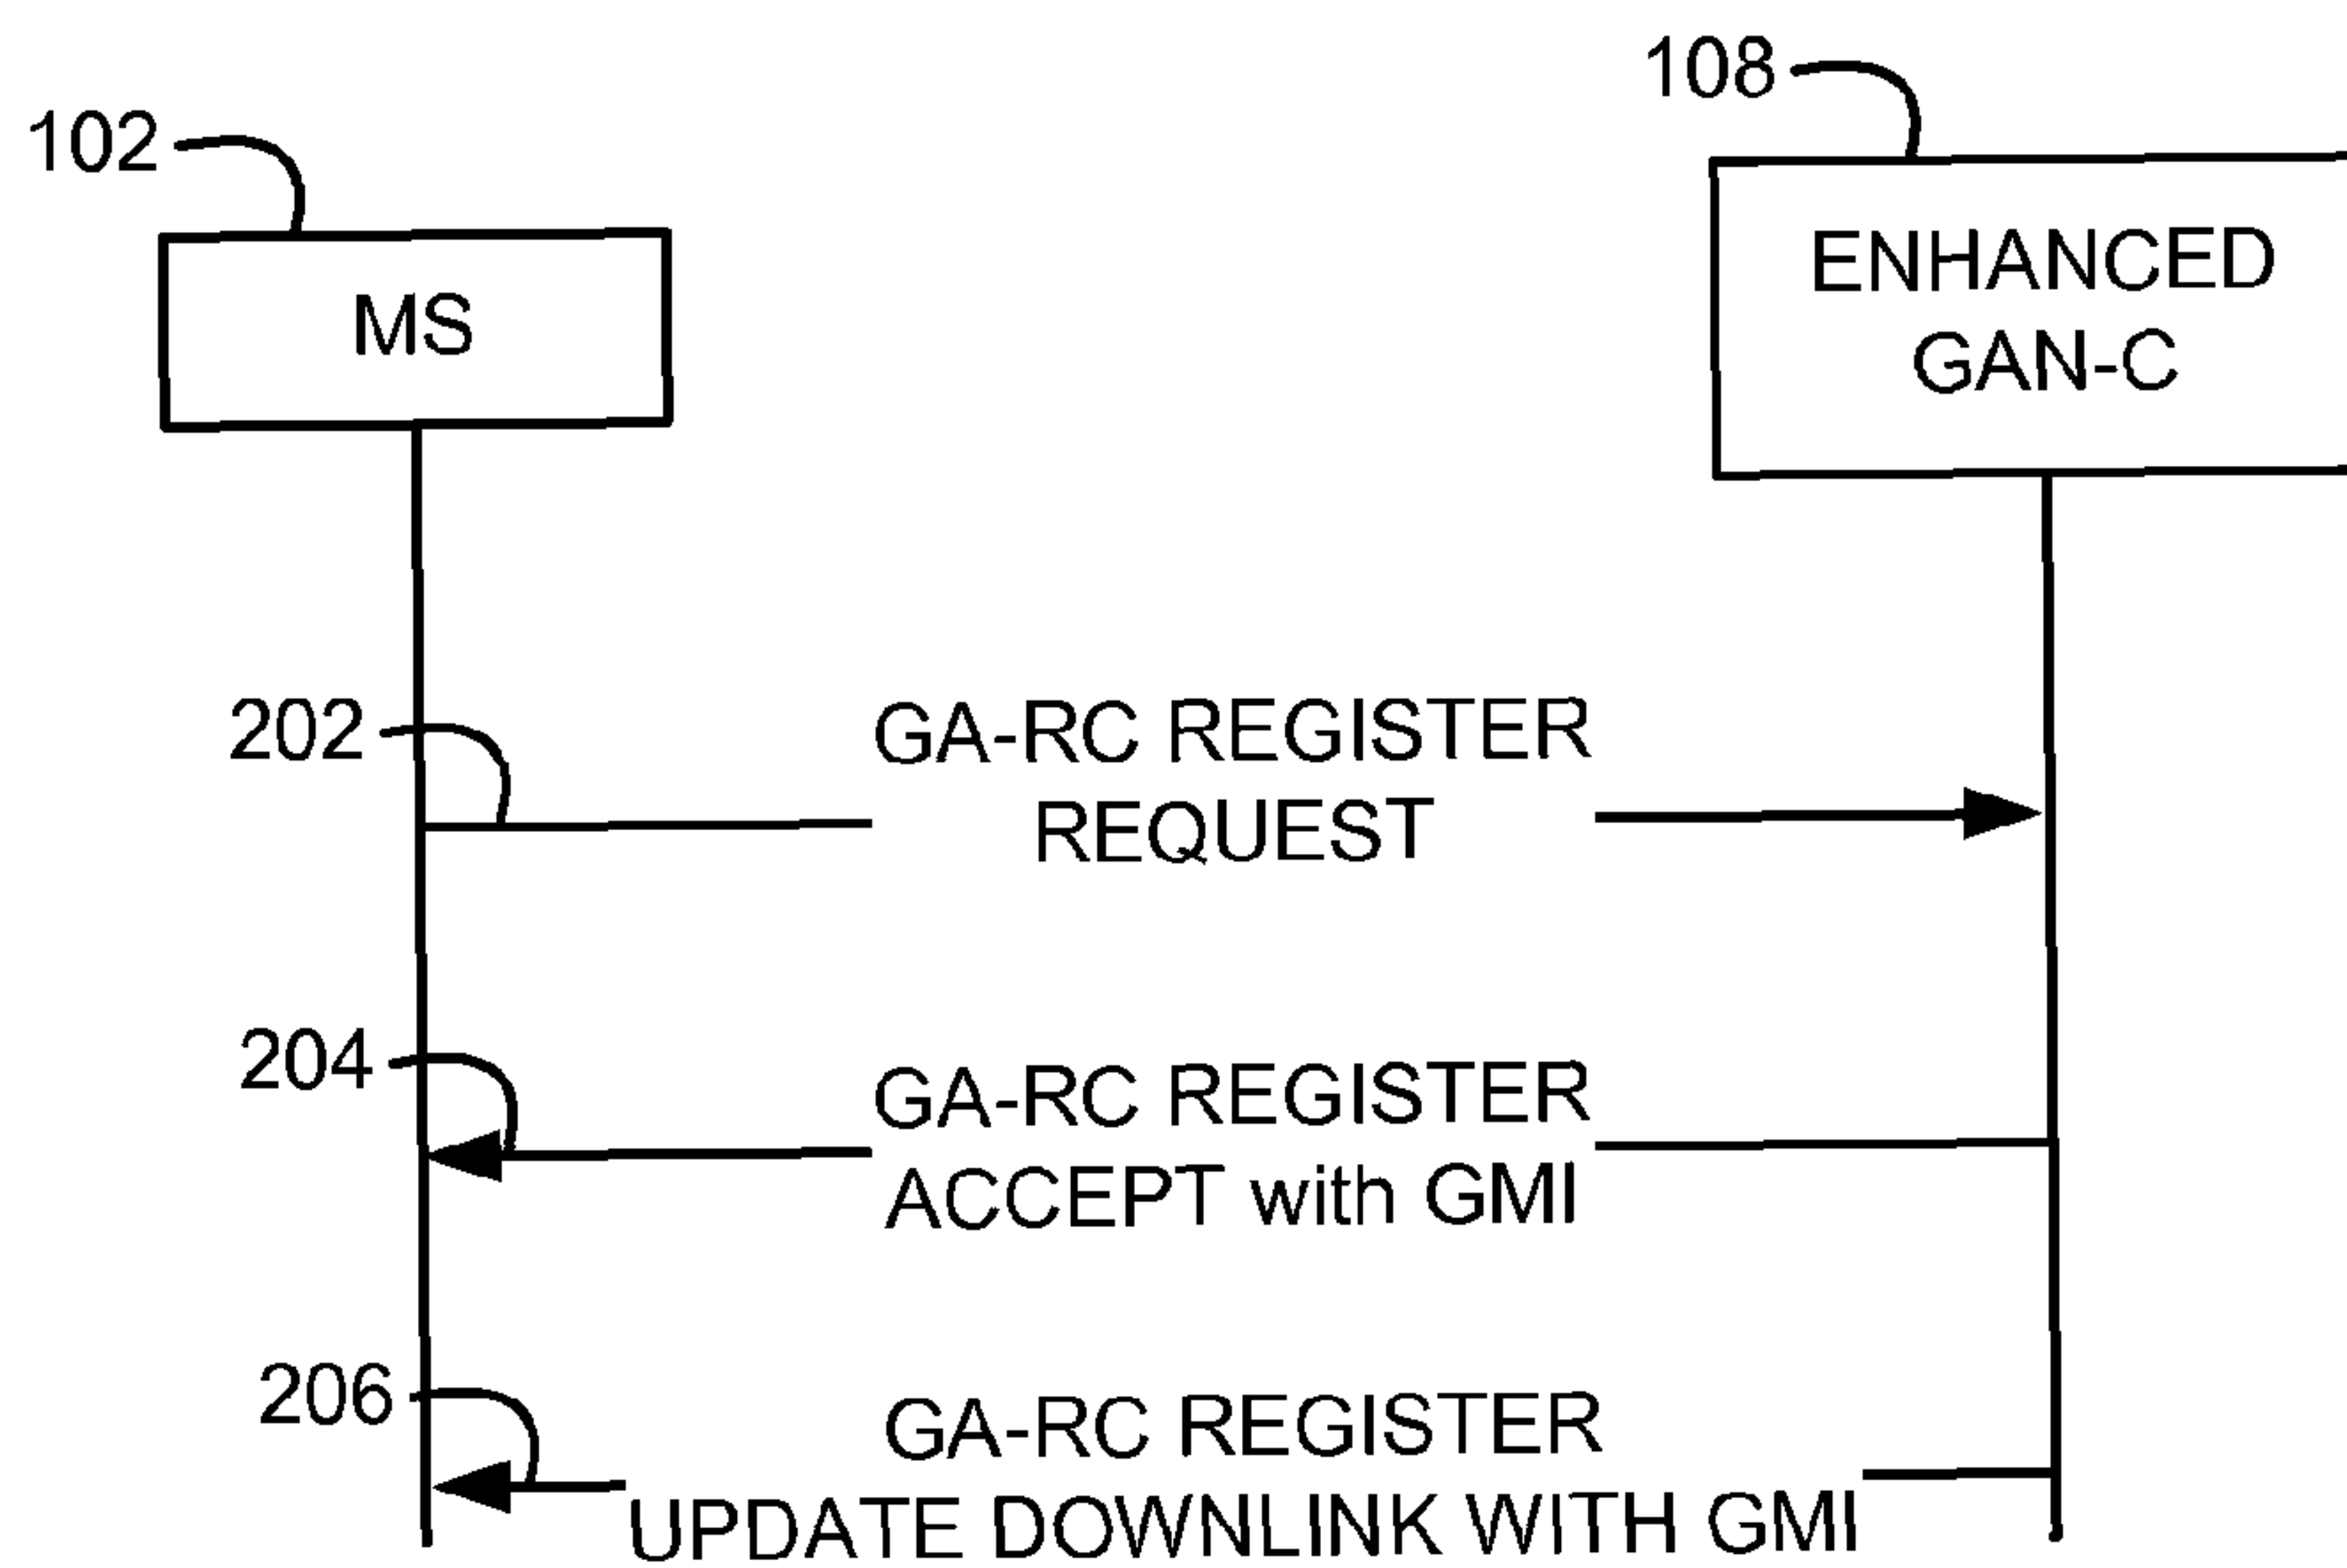 108
102
ENHANCED
GAN-C
MS
202
GA-RC REGISTER
REQUEST
204
GA-RC REGISTER
ACCEPT with GMI
206
GA-RC REGISTER
UPDATE DOWNLINK WITH GMI